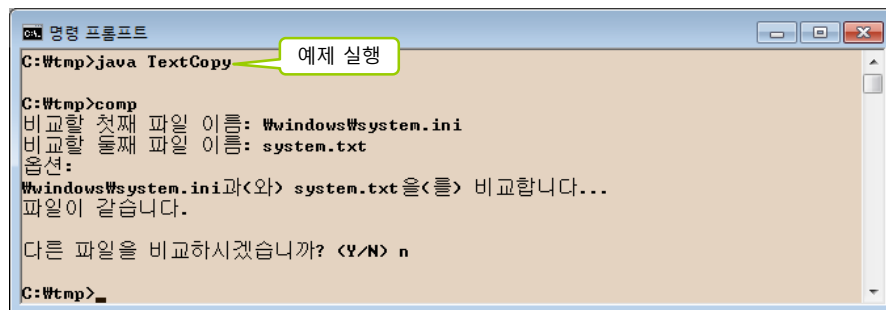 명령 프롬프트
C:₩tmp>java TextCopy
예제 실행
C:₩tmp>comp
비교할 첫째 파일 이름: ₩windows₩system.ini
비교할 둘째 파일 이름: system.txt
옵션:
₩windows₩system.ini과(와) system.txt을(를) 비교합니다...
파일이 같습니다.
다른 파일을 비교하시겠습니까? (Y/N) n
C:₩tmp>_